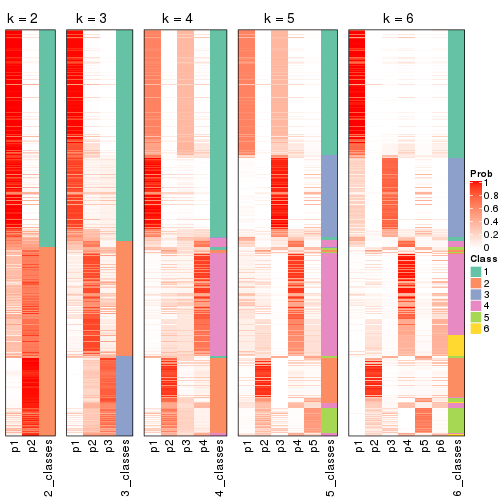 k = 2
k = 3
k = 4
k = 5
k = 6
Prob
1
0.8
0.6
0.4
0.2
0
Class
1
2
3
4
5
6
p1
p2
2_classes
p1
p2
p3
3_classes
p1
p2
p3
p4
4_classes
p1
p2
p3
p4
p5
5_classes
p1
p2
p3
p4
p5
p6
6_classes